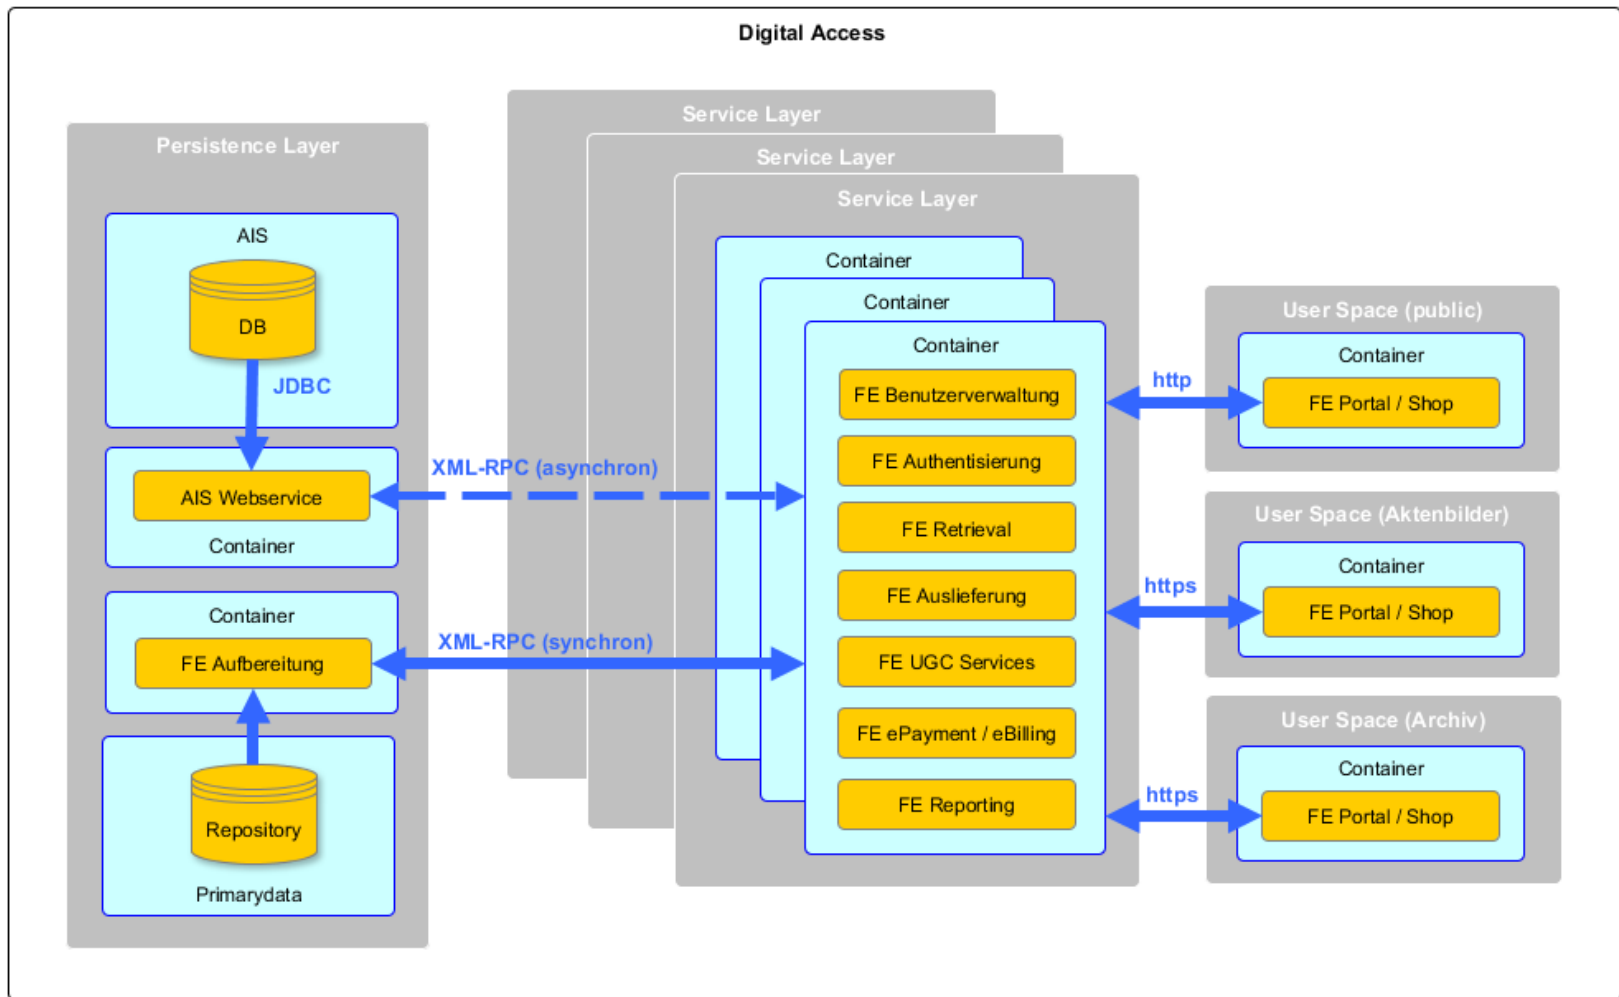 Digital Access
Persistence Layer
AIS
DB
JDBC
AIS Webservice
Container
Container
FE Aufbereitung
Repository
Primarydata
XML-RPC (asynchron)
XML-RPC (synchron)
Service Layer
Service Layer
Service Layer
Container
Container
Container
FE Benutzerverwaltung
FE Authentisierung
FE Retrieval
FE Auslieferung
FE UGC Services
FE ePayment / eBilling
FE Reporting
http
https
https
User Space (public)
Container
FE Portal / Shop
User Space (Aktenbilder)
Container
FE Portal / Shop
User Space (Archiv)
Container
FE Portal / Shop